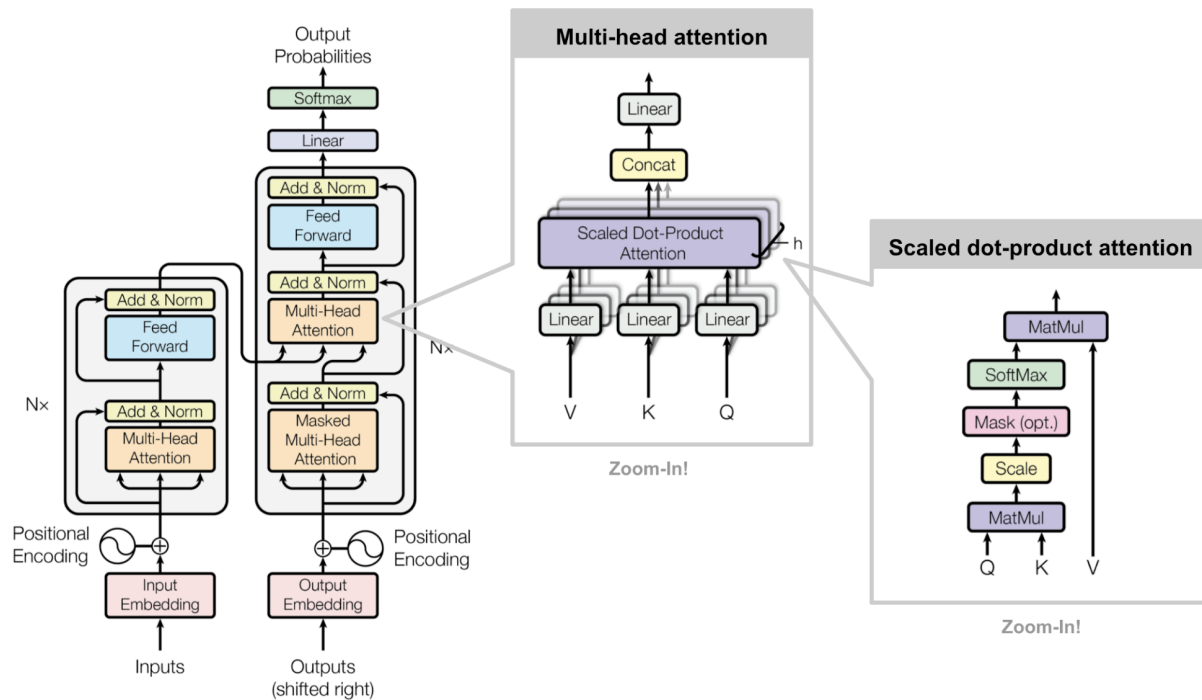 Output
Probabilities
Softmax
Linear
Add & Norm
Feed
Forward
Add & Norm
Multi-Head
Attention
Nx
Add & Norm
Masked
Multi-Head
Attention
Add & Norm
Feed
Forward
Nx
Add & Norm
Multi-Head
Attention
Positional
Encoding
Positional
Encoding
Input
Embedding
Output
Embedding
Inputs
Outputs
(shifted right)
Multi-head attention
Linear
Concat
Scaled Dot-Product
Attention
h
Linear
Linear
Linear
V
K
Q
Zoom-In!
Scaled dot-product attention
MatMul
SoftMax
Mask (opt.)
Scale
MatMul
Q
K
V
Zoom-In!